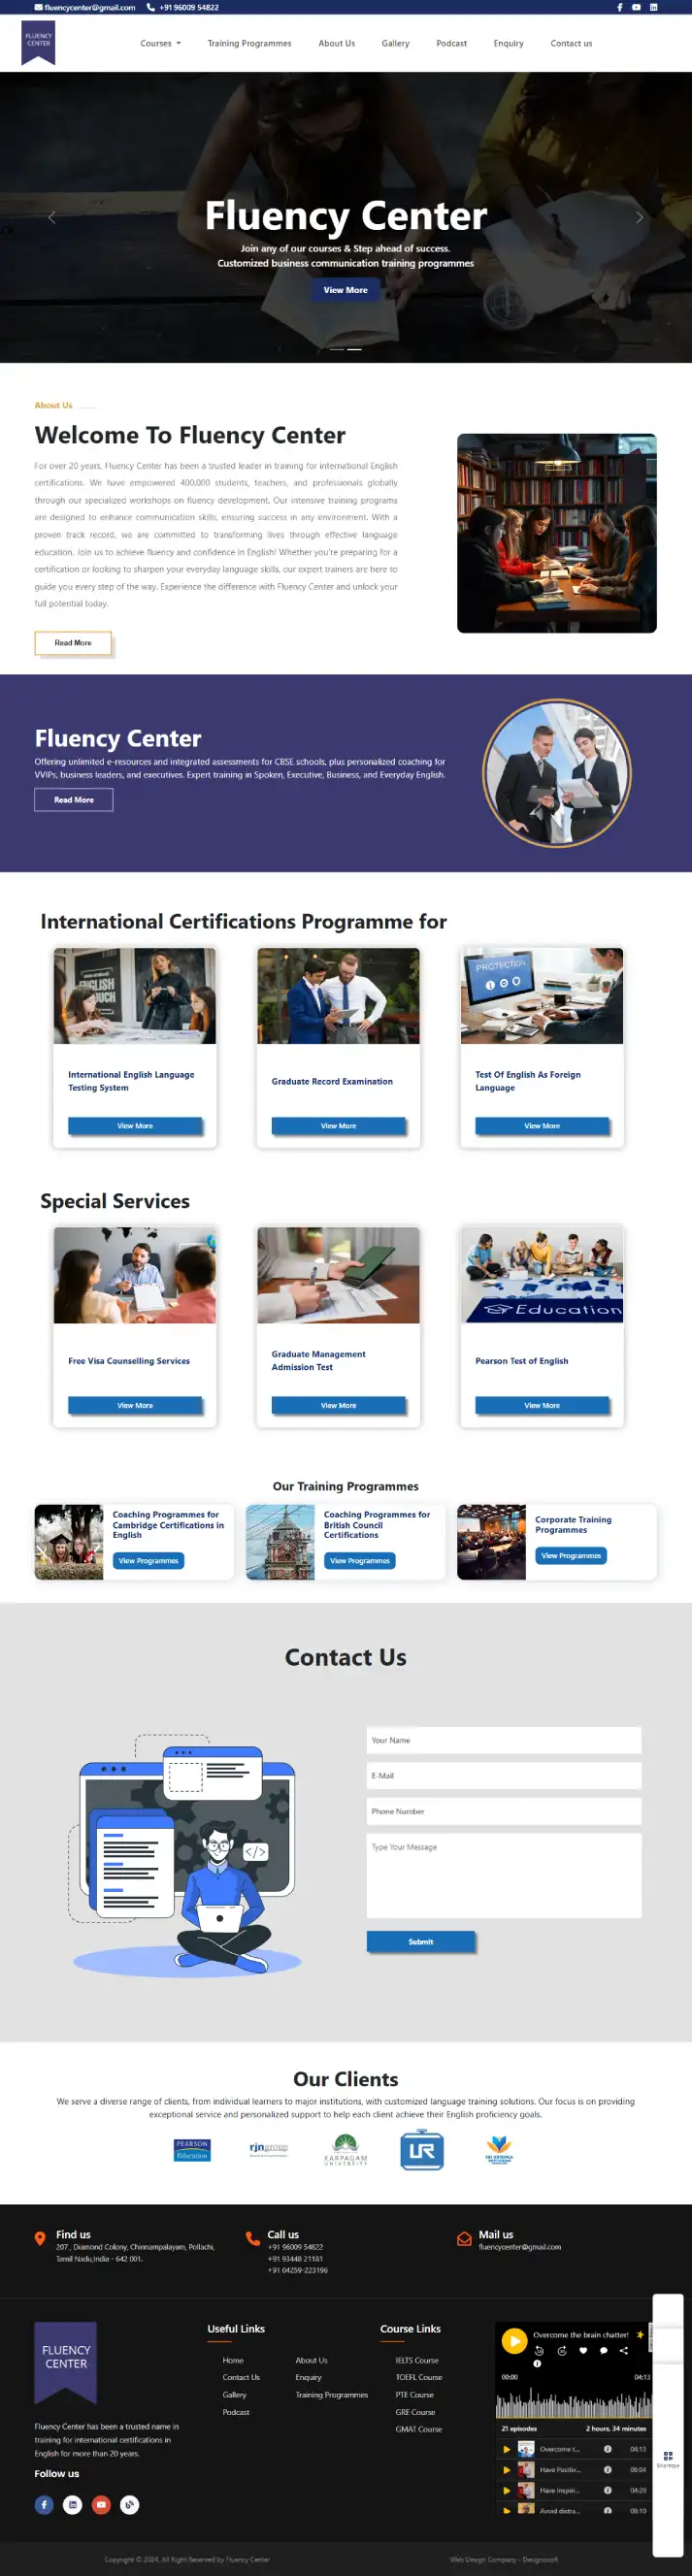 fluencycenter@gmail.com +91 96009 54822
FLUENCY
CENTER
Courses Training Programmes About Us Gallery Podcast Enquiry Contact us
Fluency Center
Join any of our courses & Step ahead of success.
Customized business communication training programmes
View More
About Us
Welcome To Fluency Center
For over 20 years, Fluency Center has been a trusted leader in training for international English
certifications. We have empowered 400,000 students, teachers, and professionals globally
through our specialized workshops on fluency development. Our intensive training programs
are designed to enhance communication skills, ensuring success in any environment. With a
proven track record, we are committed to transforming lives through effective language
education. Join us to achieve fluency and confidence in English! Whether you're preparing for a
certification or looking to sharpen your everyday language skills, our expert trainers are here to
guide you every step of the way. Experience the difference with Fluency Center and unlock your
full potential today.
Read More
Fluency Center
Offering unlimited e-resources and integrated assessments for CBSE schools, plus personalized coaching for
VVIPs, business leaders, and executives. Expert training in Spoken, Executive, Business, and Everyday English.
Read More
International Certifications Programme for
PROTECTION
International English Language
Testing System
Graduate Record Examination
Test Of English As Foreign
Language
View More
View More
View More
Special Services
Education
Free Visa Counselling Services
Graduate Management
Admission Test
Pearson Test of English
View More
View More
View More
Our Training Programmes
Coaching Programmes for
Cambridge Certifications in
English
View Programmes
Coaching Programmes for
British Council
Certifications
View Programmes
Corporate Training
Programmes
View Programmes
Contact Us
Your Name
E-Mail
Phone Number
Type Your Message
Submit
</>
Our Clients
We serve a diverse range of clients, from individual learners to major institutions, with customized language training solutions. Our focus is on providing
exceptional service and personalized support to help each client achieve their English proficiency goals.
PEARSON
Education
rjngroup
KARPAGAM
UNIVERSITY
UR
SRI KRISHNA
Find us
207 , Diamond Colony, Chinnampalayam, Pollachi,
Tamil Nadu,India - 642 001.
Call us
+91 96009 54822
+91 93448 21181
+91 04259-223196
Mail us
fluencycenter@gmail.com
FLUENCY
CENTER
Fluency Center has been a trusted name in
training for international certifications in
English for more than 20 years.
Follow us
Useful Links
Home About Us
Contact Us Enquiry
Gallery Training Programmes
Podcast
Course Links
IELTS Course
TOEFL Course
PTE Course
GRE Course
GMAT Course
Overcome the brain chatter!
00:00 04:13
21 episodes 2 hours, 34 minutes
Overcome t... 04:13
Have Positiv... 06:04
Have Inspiri... 04:20
Avoid distra... 06:10
Copyright © 2024, All Right Reserved by Fluency Center
Web Design Company - Designosoft